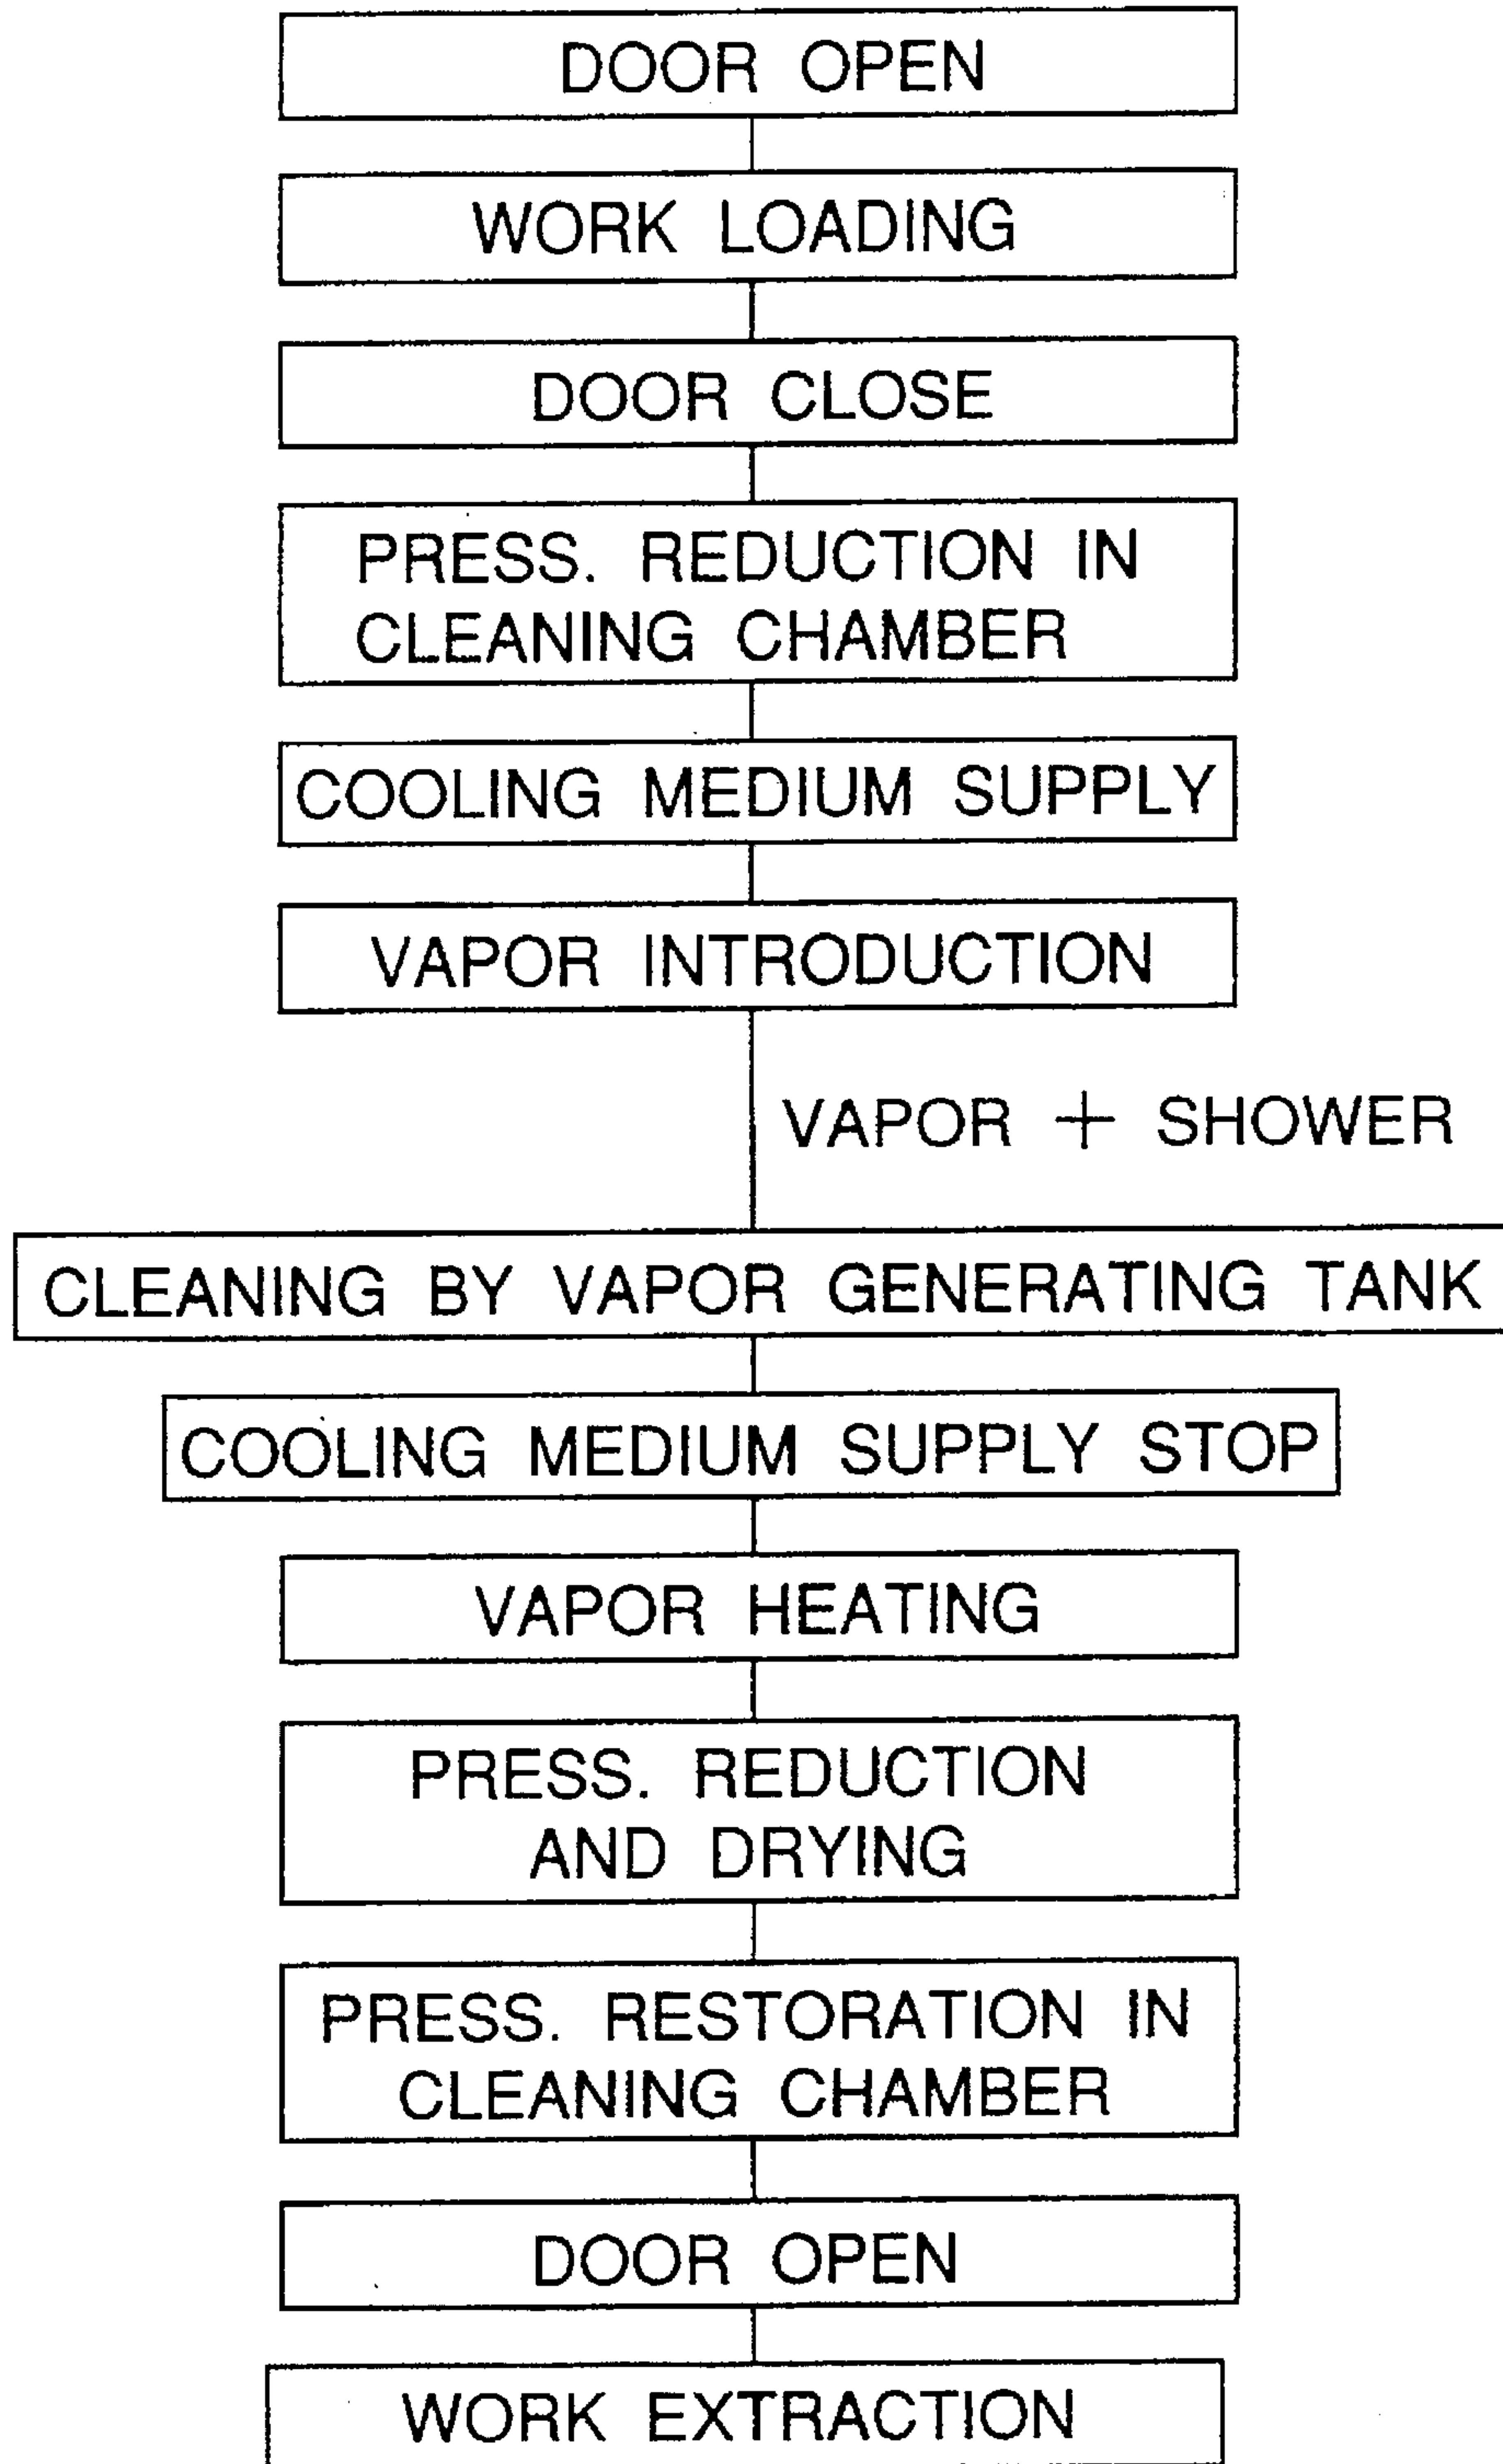 DOOR OPEN
WORK LOADING
DOOR CLOSE
PRESS. REDUCTION IN
CLEANING CHAMBER
COOLING MEDIUM SUPPLY
VAPOR INTRODUCTION
VAPOR + SHOWER
CLEANING BY VAPOR GENERATING TANK
COOLING MEDIUM SUPPLY STOP
VAPOR HEATING
PRESS. REDUCTION
AND DRYING
PRESS. RESTORATION IN
CLEANING CHAMBER
DOOR OPEN
WORK EXTRACTION